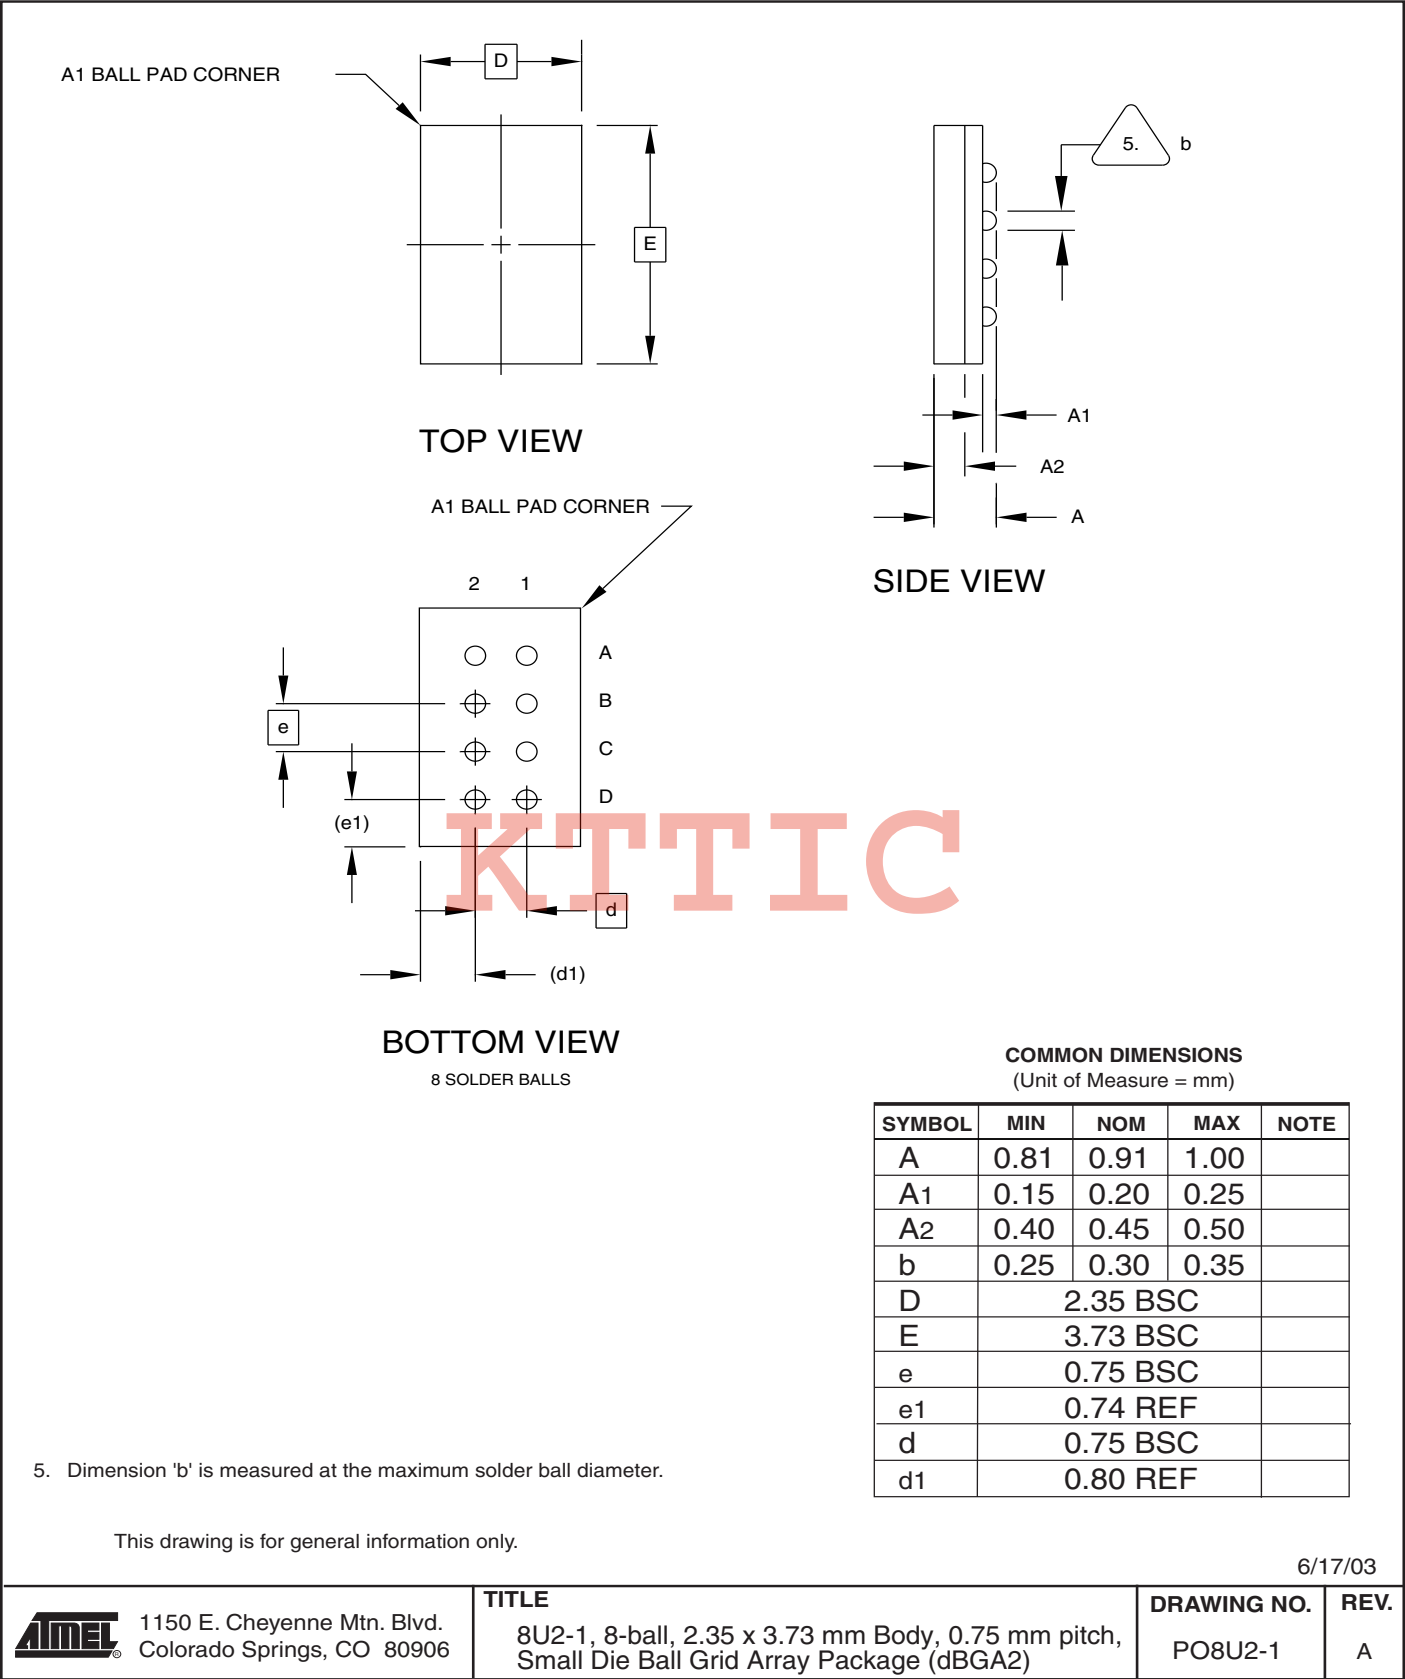 A1 BALL PAD CORNER
D
E
TOP VIEW
5.
b
A1
A2
A
SIDE VIEW
A1 BALL PAD CORNER
2 1
A
B
C
D
e
(e1)
d
(d1)
KTTIC
BOTTOM VIEW
8 SOLDER BALLS
COMMON DIMENSIONS
(Unit of Measure = mm)
SYMBOL MIN NOM MAX NOTE
A 0.81 0.91 1.00
A1 0.15 0.20 0.25
A2 0.40 0.45 0.50
b 0.25 0.30 0.35
D 2.35 BSC
E 3.73 BSC
e 0.75 BSC
e1 0.74 REF
d 0.75 BSC
d1 0.80 REF
5. Dimension 'b' is measured at the maximum solder ball diameter.
This drawing is for general information only.
6/17/03
ATMEL ®
1150 E. Cheyenne Mtn. Blvd.
Colorado Springs, CO 80906
TITLE
8U2-1, 8-ball, 2.35 x 3.73 mm Body, 0.75 mm pitch,
Small Die Ball Grid Array Package (dBGA2)
DRAWING NO.
PO8U2-1
REV.
A